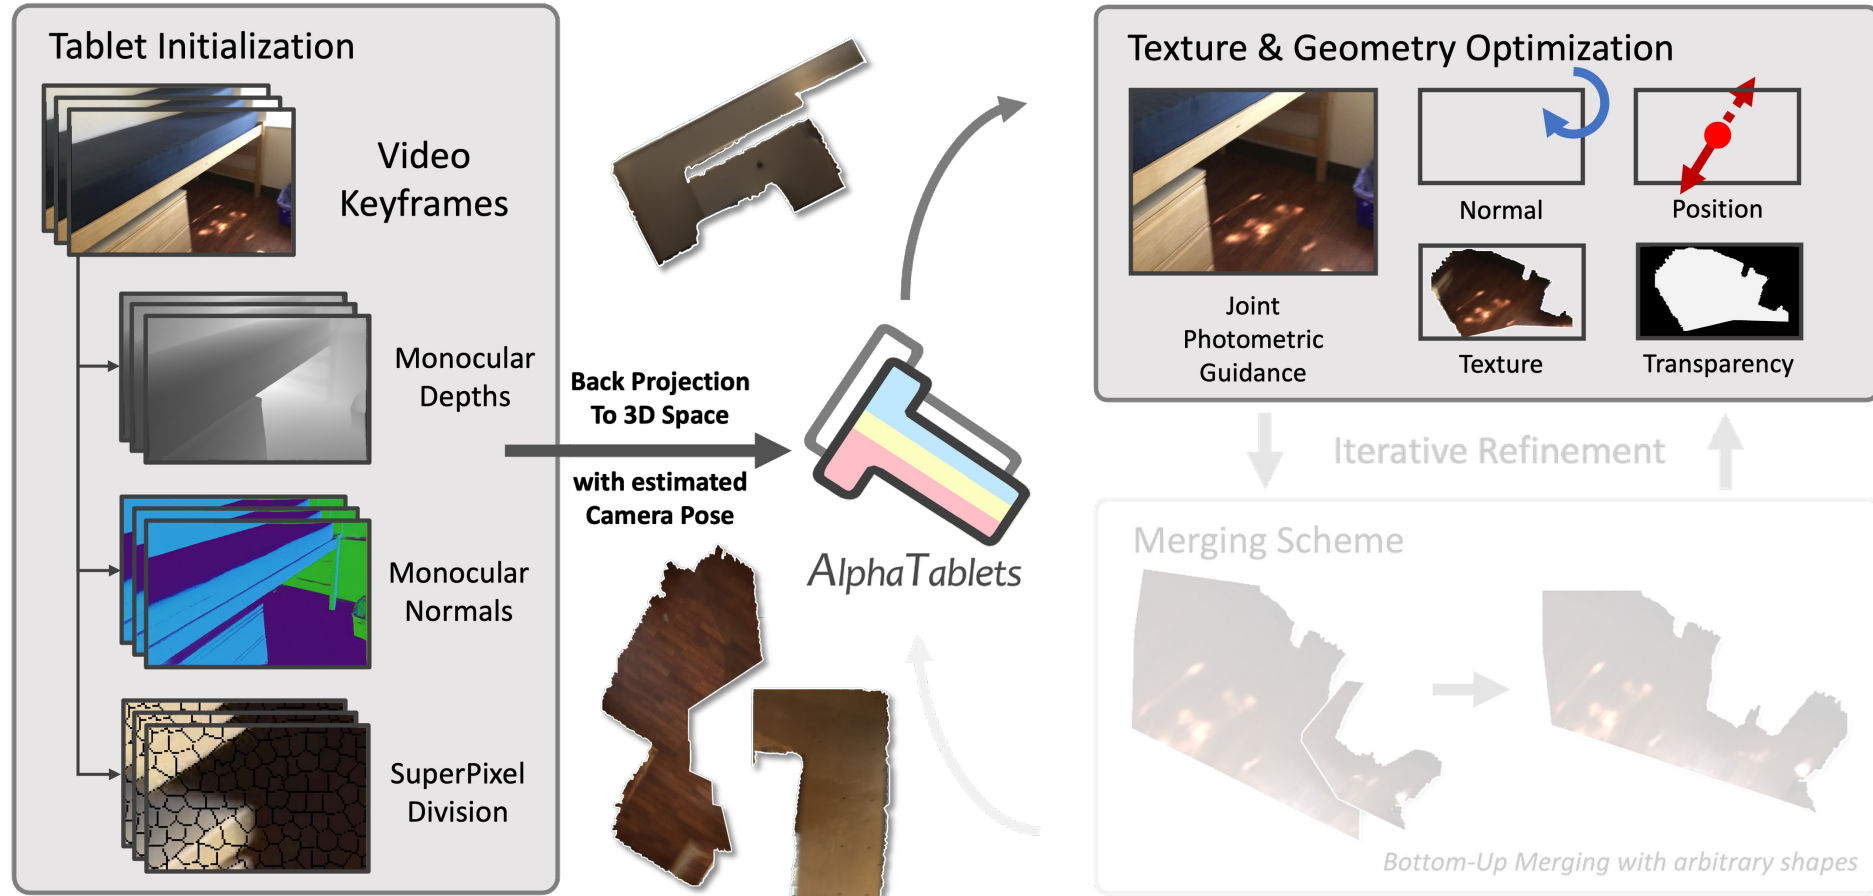 Tablet Initialization
Video
Keyframes
Monocular
Depths
Monocular
Normals
SuperPixel
Division
Back Projection
To 3D Space
with estimated
Camera Pose
AlphaTablets
Texture & Geometry Optimization
Joint
Photometric
Guidance
Normal
Position
Texture
Transparency
Iterative Refinement
Merging Scheme
Bottom-Up Merging with arbitrary shapes